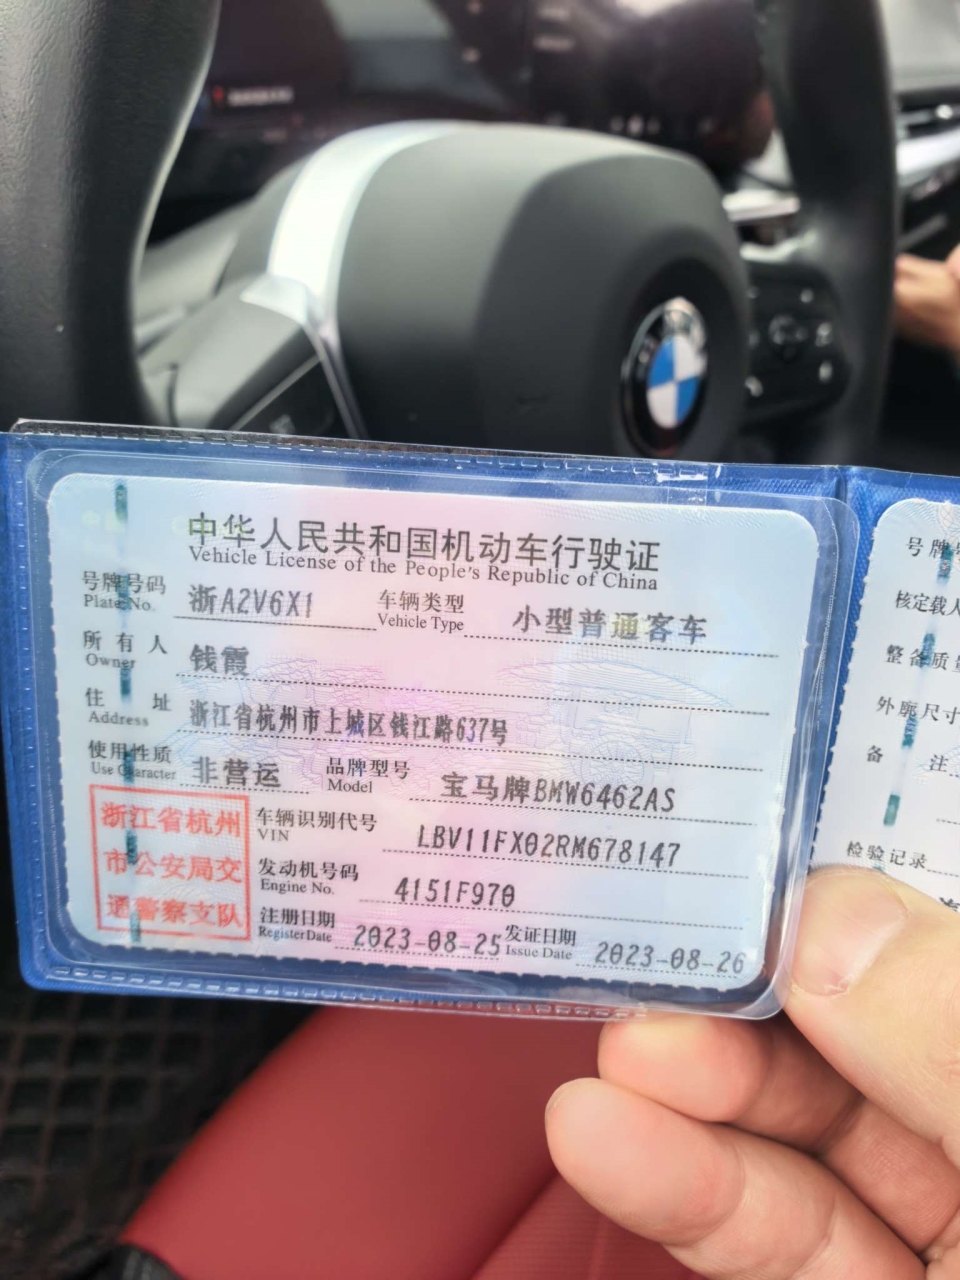 中华人民共和国机动车行驶证
Vehicle License of the People's Republic of China
号牌号码 浙A2V6X1 车辆类型 小型普通客车
Plate No. Vehicle Type
所有人 钱霞
Owner
住址 浙江省杭州市上城区钱江路637号
Address
使用性质 非营运 品牌型号 宝马牌BMW6462AS
Use Character Model
浙江省杭州
市公安局交
通警察支队
车辆识别代号 LBV11FX02RM678147
VIN
发动机号码 4151F970
Engine No.
注册日期 2023-08-25 发证日期 2023-08-26
Register Date Issue Date
号牌
核定载人
整备质量
外廓尺寸
备 注
检验记录